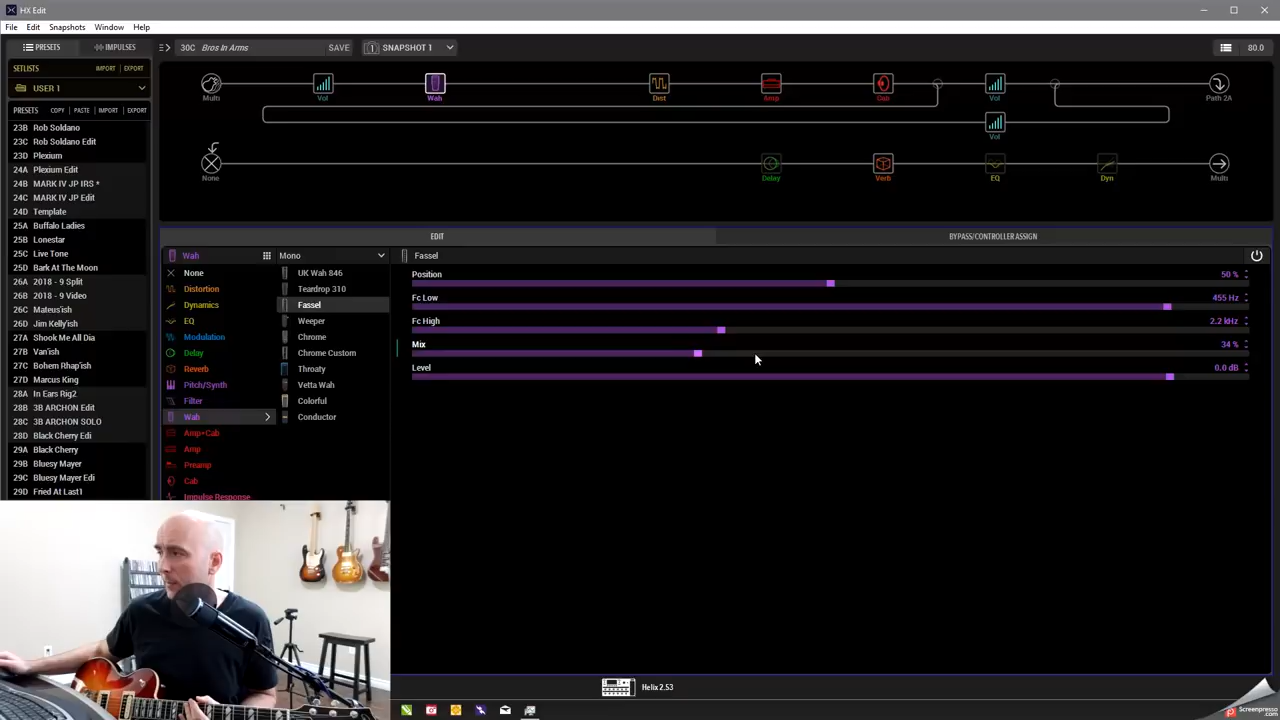 HX Edit
File Edit Snapshots Window Help
PRESETS IMPULSES
30C Bros In Arms SAVE 1 SNAPSHOT 1 80.0
SETLISTS IMPORT EXPORT
USER 1
PRESETS COPY PASTE IMPORT EXPORT
23B Rob Soldano
23C Rob Soldano Edit
23D Plexium
24A Plexium Edit
24B MARK IV JP IRS *
24C MARK IV JP Edit
24D Template
25A Buffalo Ladies
25B Lonestar
25C Live Tone
25D Bark At The Moon
26A 2018 - 9 Split
26B 2018 - 9 Video
26C Mateus'ish
26D Jim Kelly'ish
27A Shook Me All Dia
27B Van'ish
27C Bohem Rhap'ish
27D Marcus King
28A In Ears Rig2
28B 3B ARCHON Edit
28C 3B ARCHON SOLO
28D Black Cherry Edi
29A Black Cherry
29B Bluesy Mayer
29C Bluesy Mayer Edi
29D Fried At Last1
Multi Vol Wah Dist Amp Cab Vol Path 2A
Vol
None Delay Verb EQ Dyn Multi
EDIT BYPASS/CONTROLLER ASSIGN
Wah Mono Fassel
None
Distortion
Dynamics
EQ
Modulation
Delay
Reverb
Pitch/Synth
Filter
Wah
Amp+Cab
Amp
Preamp
Cab
Impulse Response
UK Wah 846
Teardrop 310
Fassel
Weeper
Chrome
Chrome Custom
Throaty
Vetta Wah
Colorful
Conductor
Position 50 %
Fc Low 455 Hz
Fc High 2.2 kHz
Mix 34 %
Level 0.0 dB
Helix 2.53
Screenpresso
.com